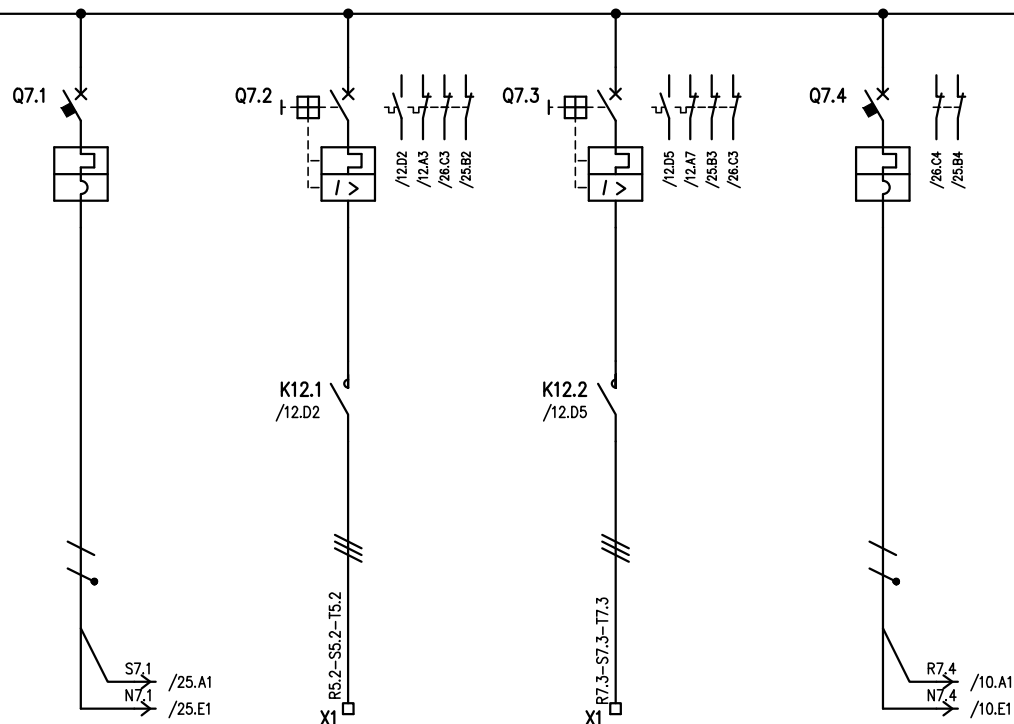 Q7.1
Q7.2
Q7.3
Q7.4
/12.D2
/12.A3
/26.C3
/25.B2
/12.D5
/12.A7
/25.B3
/26.C3
/26.C4
/25.B4
I >
I >
K12.1
/12.D2
K12.2
/12.D5
R5.2-S5.2-T5.2
R7.3-S7.3-T7.3
S7.1 /25.A1
N7.1 /25.E1
X1
X1
R7.4 /10.A1
N7.4 /10.E1